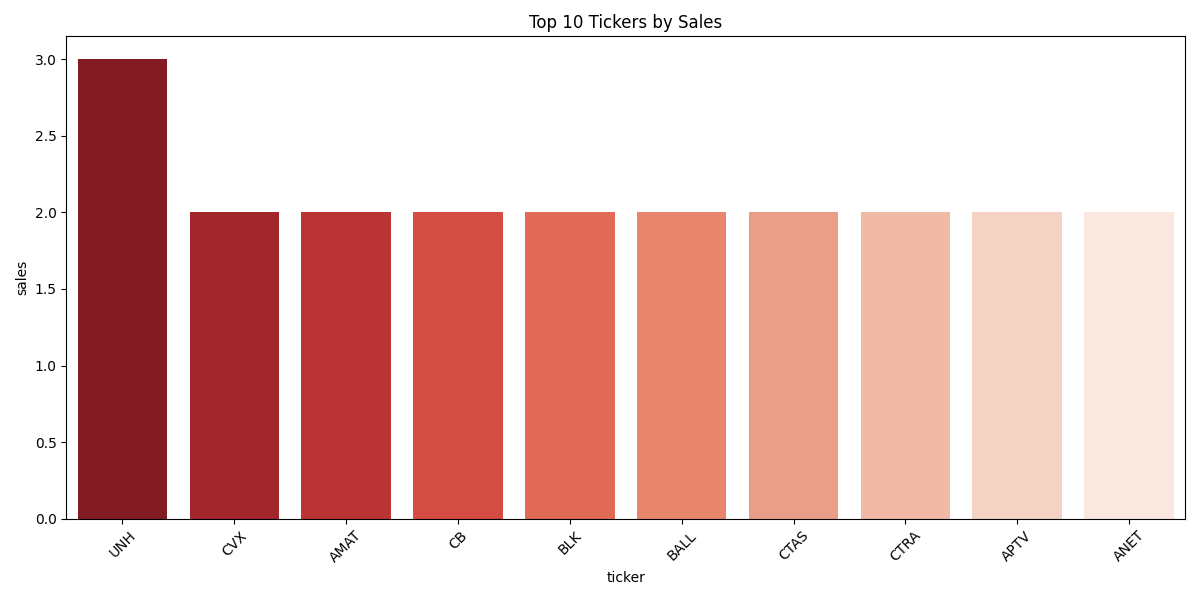 Top 10 Tickers by Sales
sales
3.0
2.5
2.0
1.5
1.0
0.5
0.0
UNH
CVX
AMAT
CB
BLK
BALL
CTAS
CTRA
APTV
ANET
ticker